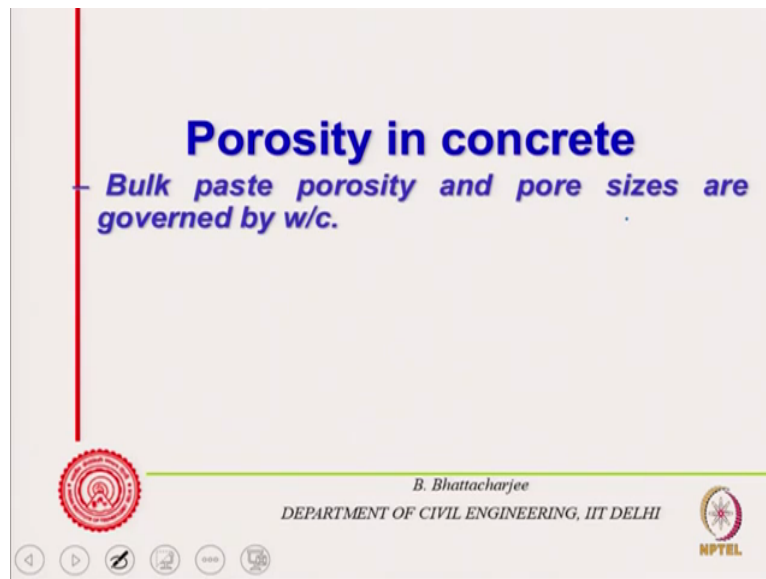 Porosity in concrete
– Bulk paste porosity and pore sizes are
governed by w/c.
B. Bhattacharjee
DEPARTMENT OF CIVIL ENGINEERING, IIT DELHI
NPTEL